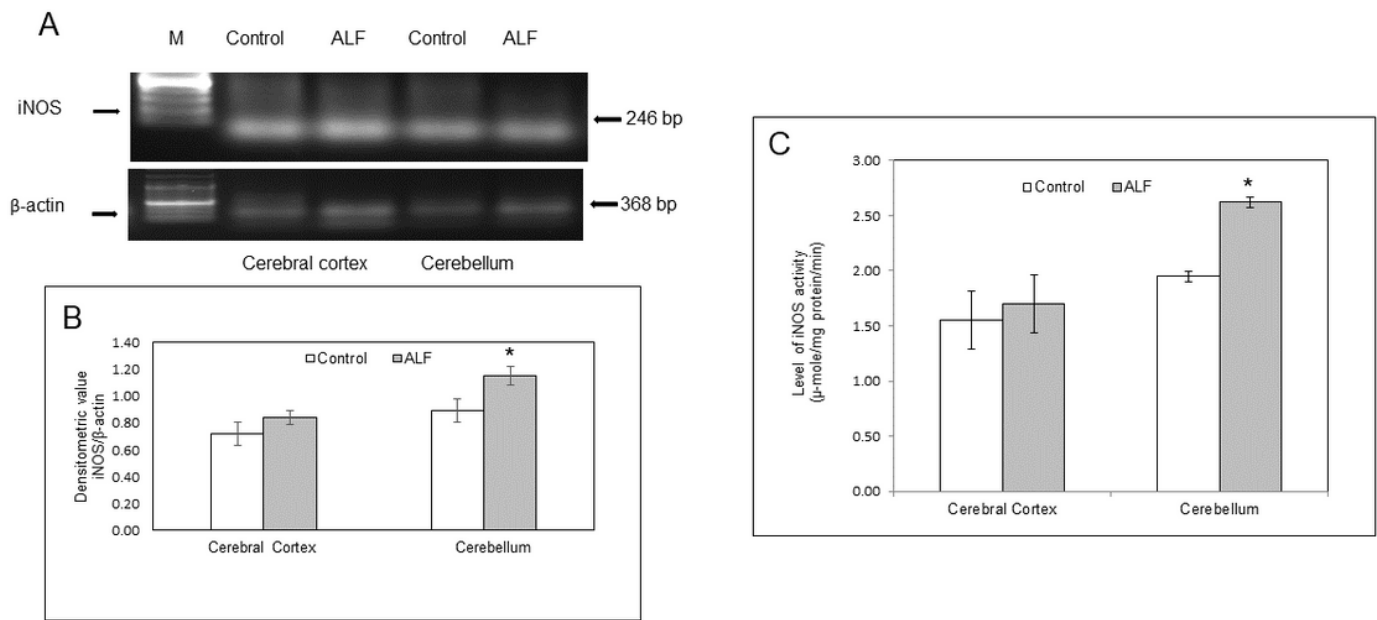 A
M Control ALF Control ALF
iNOS
246 bp
β-actin
368 bp
Cerebral cortex Cerebellum
B
Densitometric value
iNOS/β-actin
1.40
1.20
1.00
0.80
0.60
0.40
0.20
0.00
Control ALF
*
Cerebral Cortex Cerebellum
C
Level of iNOS activity
(μ-mole/mg protein/min)
3.00
2.50
2.00
1.50
1.00
0.50
0.00
Control ALF
*
Cerebral Cortex Cerebellum